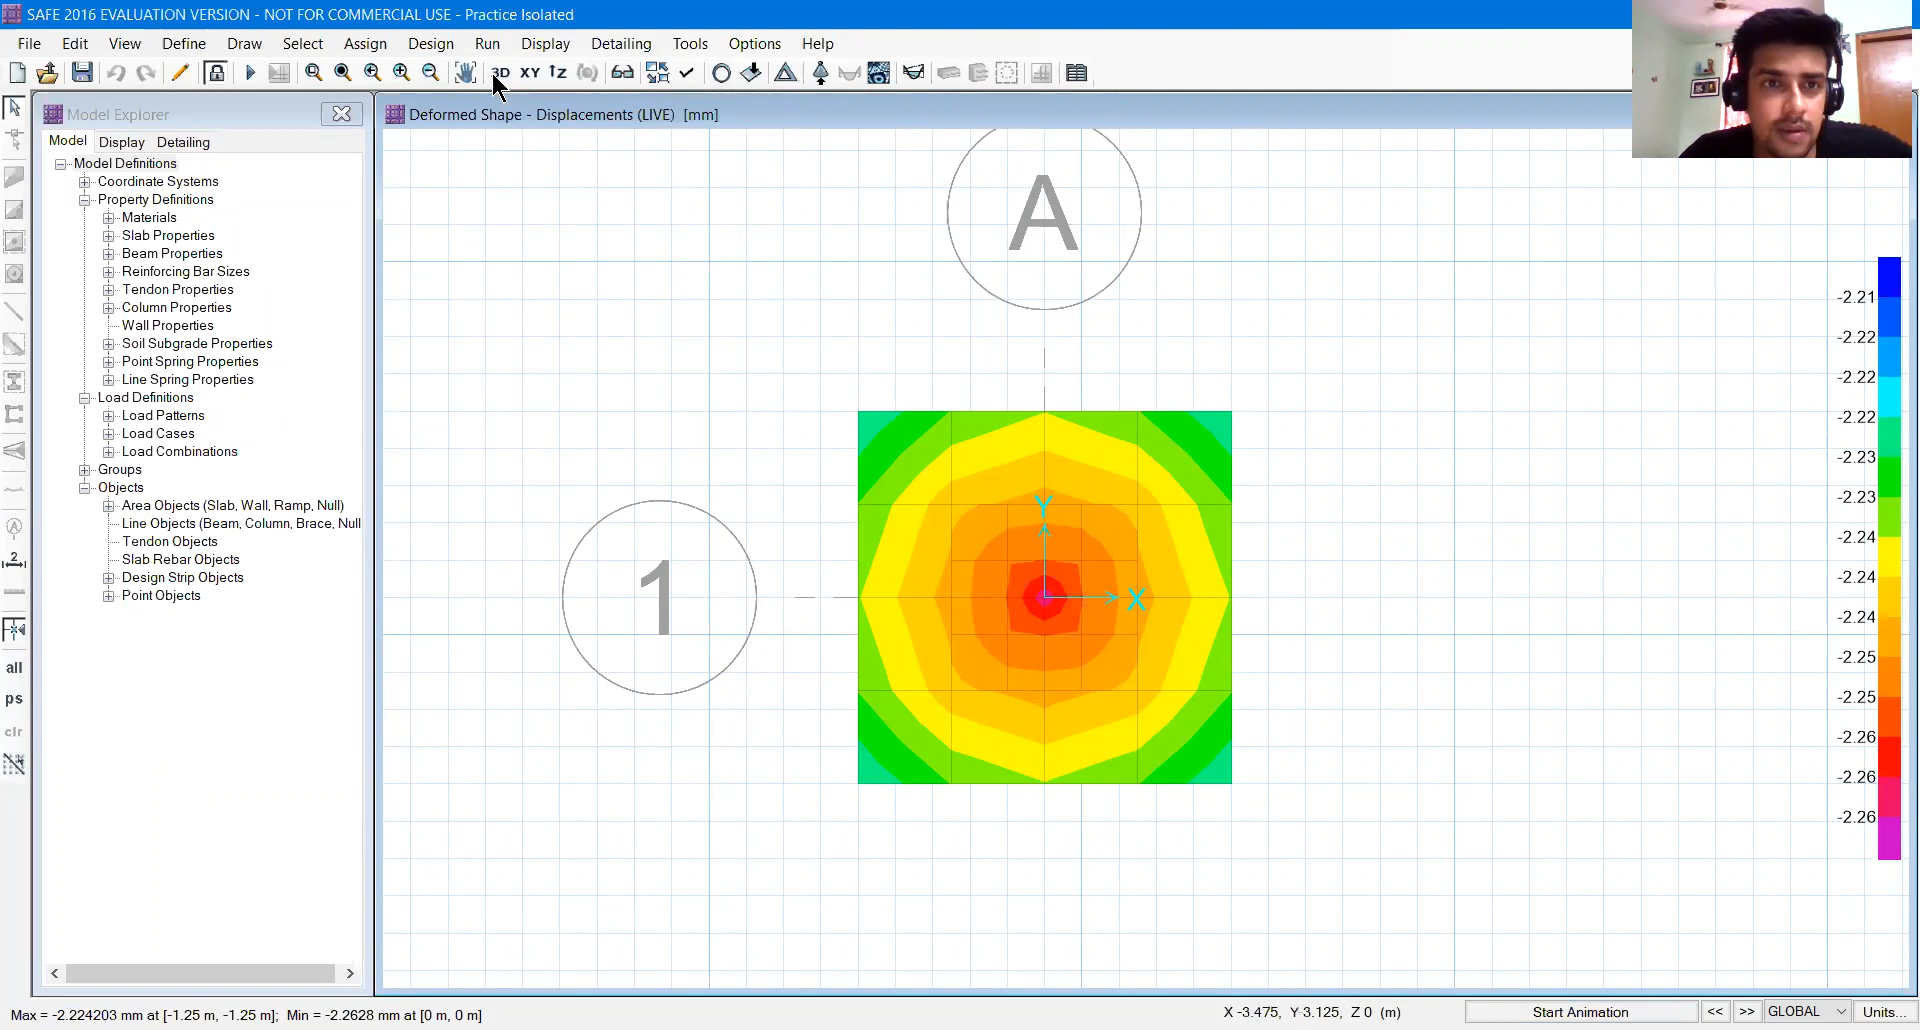 SAFE 2016 EVALUATION VERSION - NOT FOR COMMERCIAL USE - Practice Isolated
File Edit View Define Draw Select Assign Design Run Display Detailing Tools Options Help
3D XY
Model Explorer
Deformed Shape - Displacements (LIVE) [mm]
Model Display Detailing
Model Definitions
Coordinate Systems
Property Definitions
Materials
Slab Properties
Beam Properties
Reinforcing Bar Sizes
Tendon Properties
Column Properties
Wall Properties
Soil Subgrade Properties
Point Spring Properties
Line Spring Properties
Load Definitions
Load Patterns
Load Cases
Load Combinations
Groups
Objects
Area Objects (Slab, Wall, Ramp, Null)
Line Objects (Beam, Column, Brace, Null
Tendon Objects
Slab Rebar Objects
Design Strip Objects
Point Objects
all
ps
clr
A
1
Y
X
-2.21
-2.22
-2.22
-2.22
-2.23
-2.23
-2.24
-2.24
-2.24
-2.25
-2.25
-2.26
-2.26
-2.26
Max = -2.224203 mm at [-1.25 m, -1.25 m]; Min = -2.2628 mm at [0 m, 0 m]
X -3.475, Y-3.125, Z 0 (m)
Start Animation << >> GLOBAL Units...